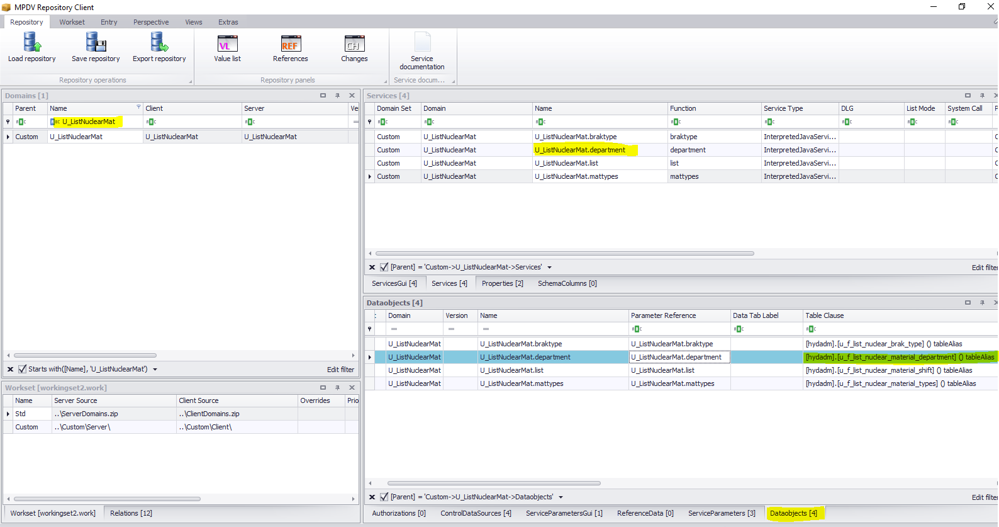 MPDV Repository Client
Repository Workset Entry Perspective Views Extras
Load repository Save repository Export repository Value list References Changes Service documentation
Repository operations Repository panels Service docum...
Domains [1]
Parent Name Client Server Ve
U_ListNuclearMat
Custom U_ListNuclearMat U_ListNuclearMat U_ListNuclearMat
Starts with([Name], 'U_ListNuclearMat') Edit filter
Workset [workingset2.work]
Name Server Source Client Source Overrides Prio
Std ..\ServerDomains.zip ..\ClientDomains.zip
Custom ..\Custom\Server\ ..\Custom\Client\
Workset [workingset2.work] Relations [12]
Services [4]
Domain Set Domain Name Function Service Type DLG List Mode System Call P
Custom U_ListNuclearMat U_ListNuclearMat.braktype braktype InterpretedJavaServi...
Custom U_ListNuclearMat U_ListNuclearMat.department department InterpretedJavaServi...
Custom U_ListNuclearMat U_ListNuclearMat.list list InterpretedJavaServi...
Custom U_ListNuclearMat U_ListNuclearMat.mattypes mattypes InterpretedJavaServi...
[Parent] = 'Custom->U_ListNuclearMat->Services' Edit filter
ServicesGui [4] Services [4] Properties [2] SchemaColumns [0]
Dataobjects [4]
Domain Version Name Parameter Reference Data Tab Label Table Clause
U_ListNuclearMat U_ListNuclearMat.braktype U_ListNuclearMat.braktype [hydadm].[u_f_list_nuclear_brak_type] () tableAlias
U_ListNuclearMat U_ListNuclearMat.department U_ListNuclearMat.department [hydadm].[u_f_list_nuclear_material_department] () tableAlias
U_ListNuclearMat U_ListNuclearMat.list U_ListNuclearMat.list [hydadm].[u_f_list_nuclear_material_shift] () tableAlias
U_ListNuclearMat U_ListNuclearMat.mattypes U_ListNuclearMat.mattypes [hydadm].[u_f_list_nuclear_material_types] () tableAlias
[Parent] = 'Custom->U_ListNuclearMat->Dataobjects' Edit filter
Authorizations [0] ControlDataSources [4] ServiceParametersGui [1] ReferenceData [0] ServiceParameters [3] Dataobjects [4]